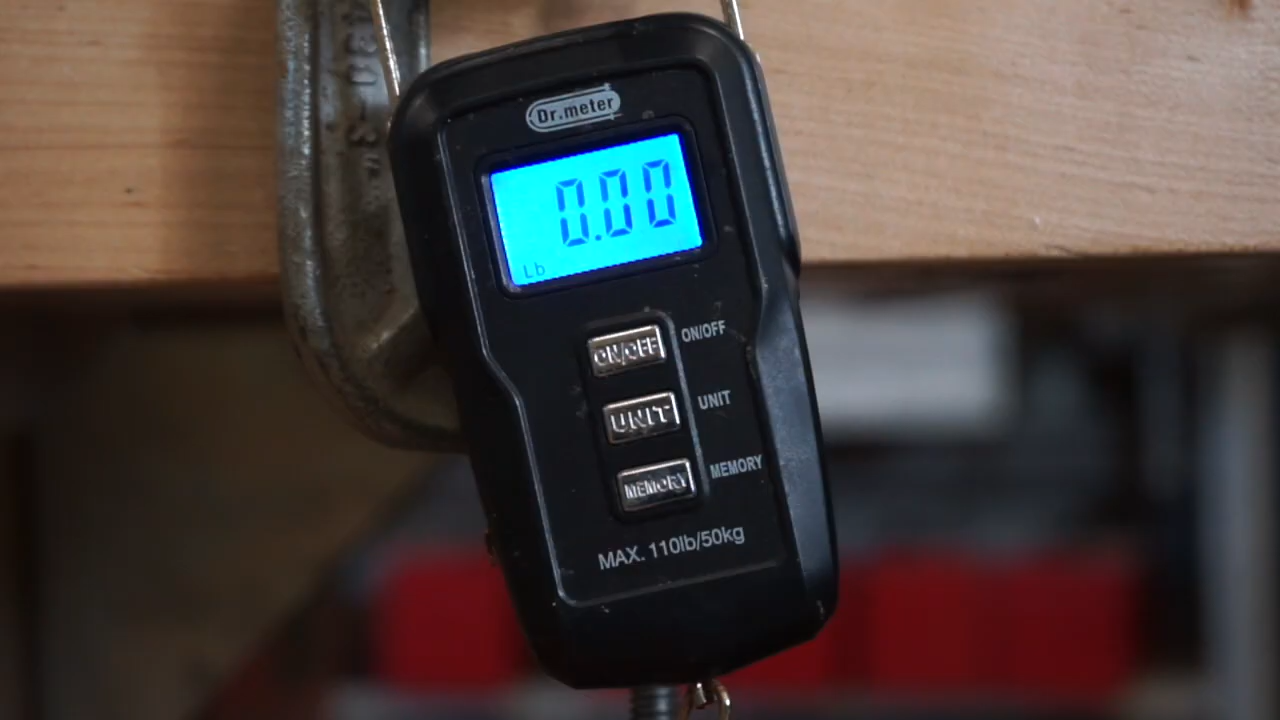 Dr.meter
0.00
Lb
ON/OFF ON/OFF
UNIT UNIT
MEMORY MEMORY
MAX. 110lb/50kg